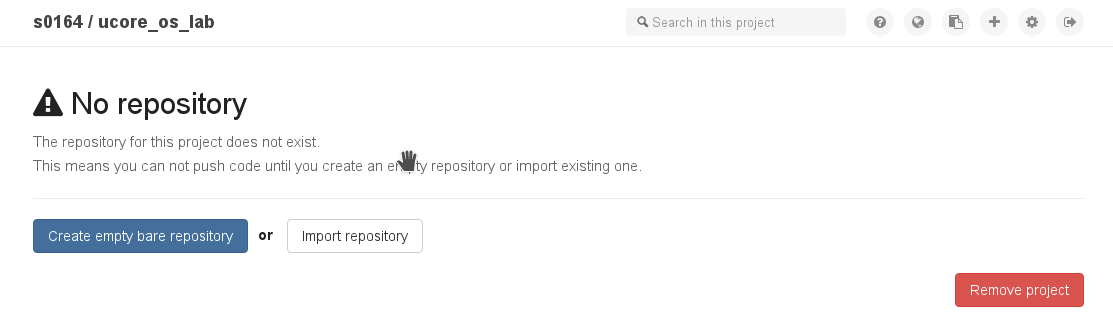 s0164 / ucore_os_lab
Search in this project
No repository
The repository for this project does not exist.
This means you can not push code until you create an empty repository or import existing one.
Create empty bare repository or Import repository
Remove project